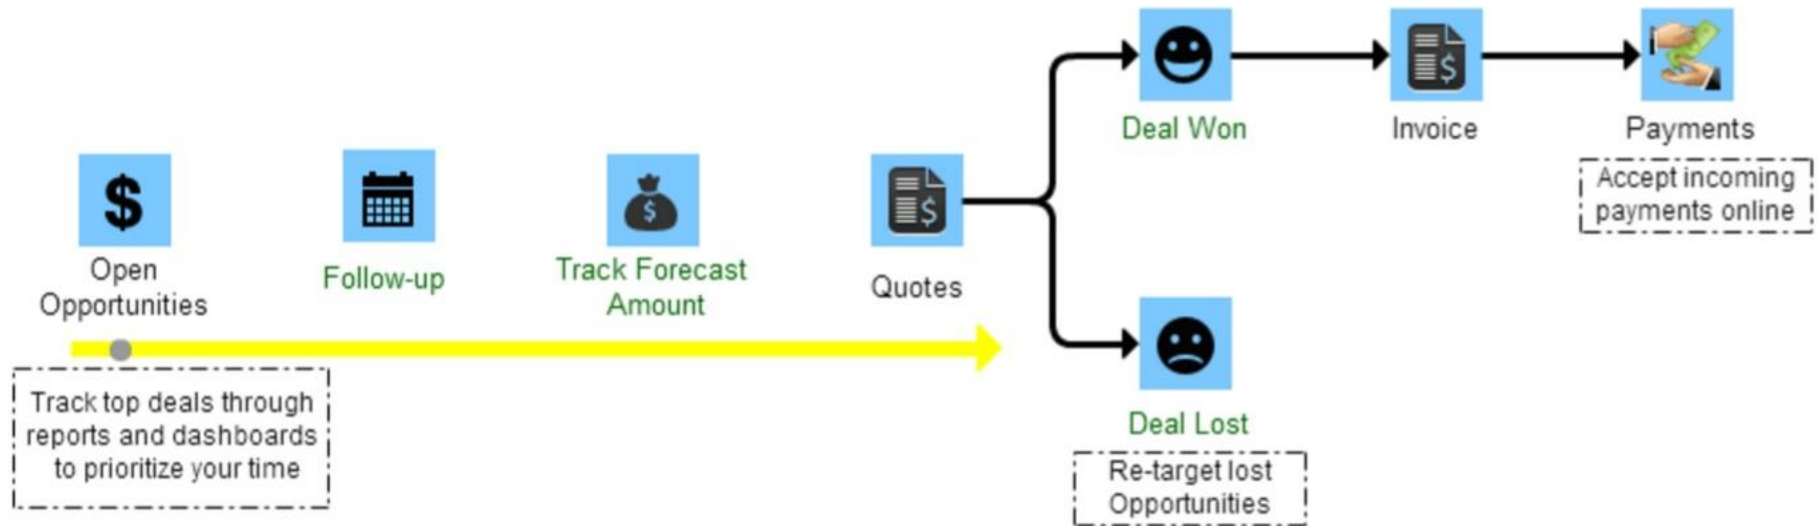 Open
Opportunities
Follow-up
Track Forecast
Amount
Quotes
Track top deals through
reports and dashboards
to prioritize your time
Deal Won
Invoice
Payments
Accept incoming
payments online
Deal Lost
Re-target lost
Opportunities